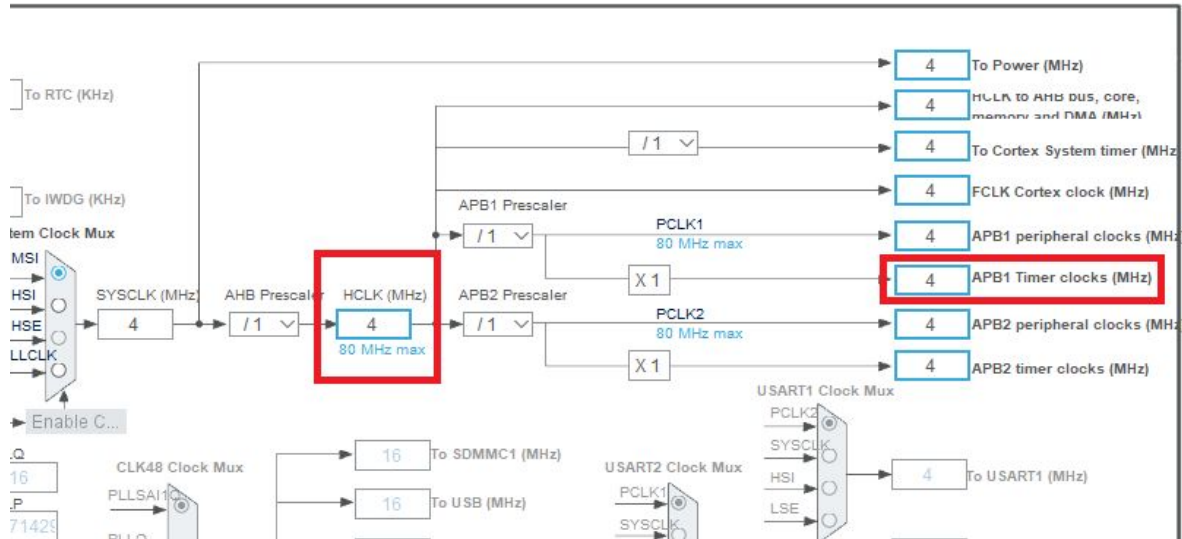 4 To Power (MHz)
To RTC (KHz)
4 HCLK to AHB bus, core,
memory and DMA (MHz)
/ 1
4 To Cortex System timer (MHz
To IWDG (KHz)
4 FCLK Cortex clock (MHz)
APB1 Prescaler
tem Clock Mux
/ 1
PCLK1
80 MHz max
4 APB1 peripheral clocks (MHz
MSI
X 1
4 APB1 Timer clocks (MHz)
HSI
SYSCLK (MHz)
AHB Prescaler
HCLK (MHz)
APB2 Prescaler
HSE
4
/ 1
4
/ 1
PCLK2
80 MHz max
4 APB2 peripheral clocks (MHz
80 MHz max
LLCLK
X 1
4 APB2 timer clocks (MHz)
Enable C...
USART1 Clock Mux
PCLK2
.Q
16
CLK48 Clock Mux
16 To SDMMC1 (MHz)
USART2 Clock Mux
SYSCLK
HSI
4 To USART1 (MHz)
LSE
.P
71429
PLLSAI1Q
16 To USB (MHz)
PCLK1
SYSCLK